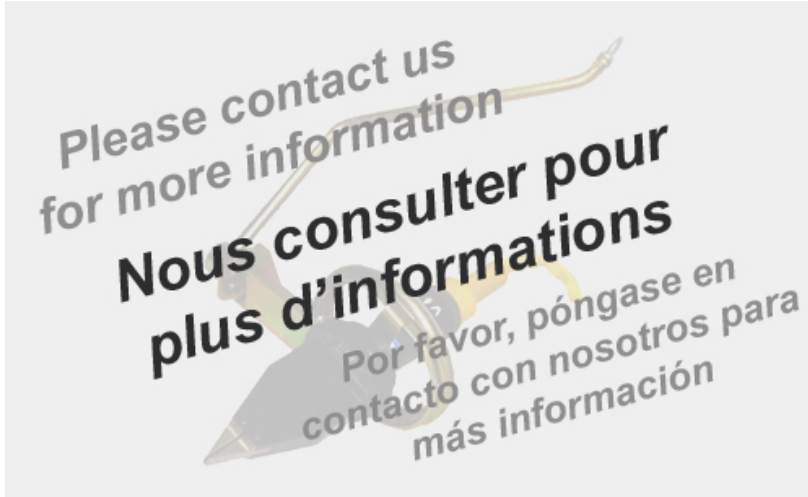 Please contact us
for more information
Nous consulter pour
plus d’informations
Por favor, póngase en
contacto con nosotros para
más información